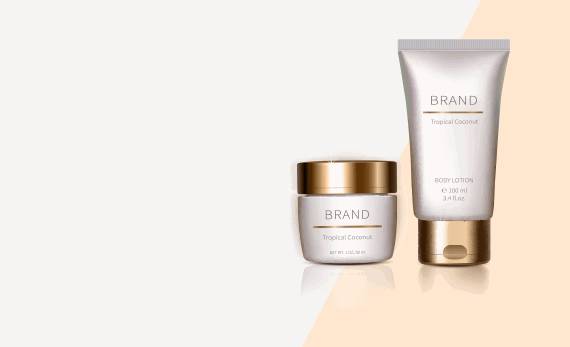 BRAND
Tropical Coconut
BODY LOTION
℮ 100 ml
3.4 fl.oz.
BRAND
Tropical Coconut